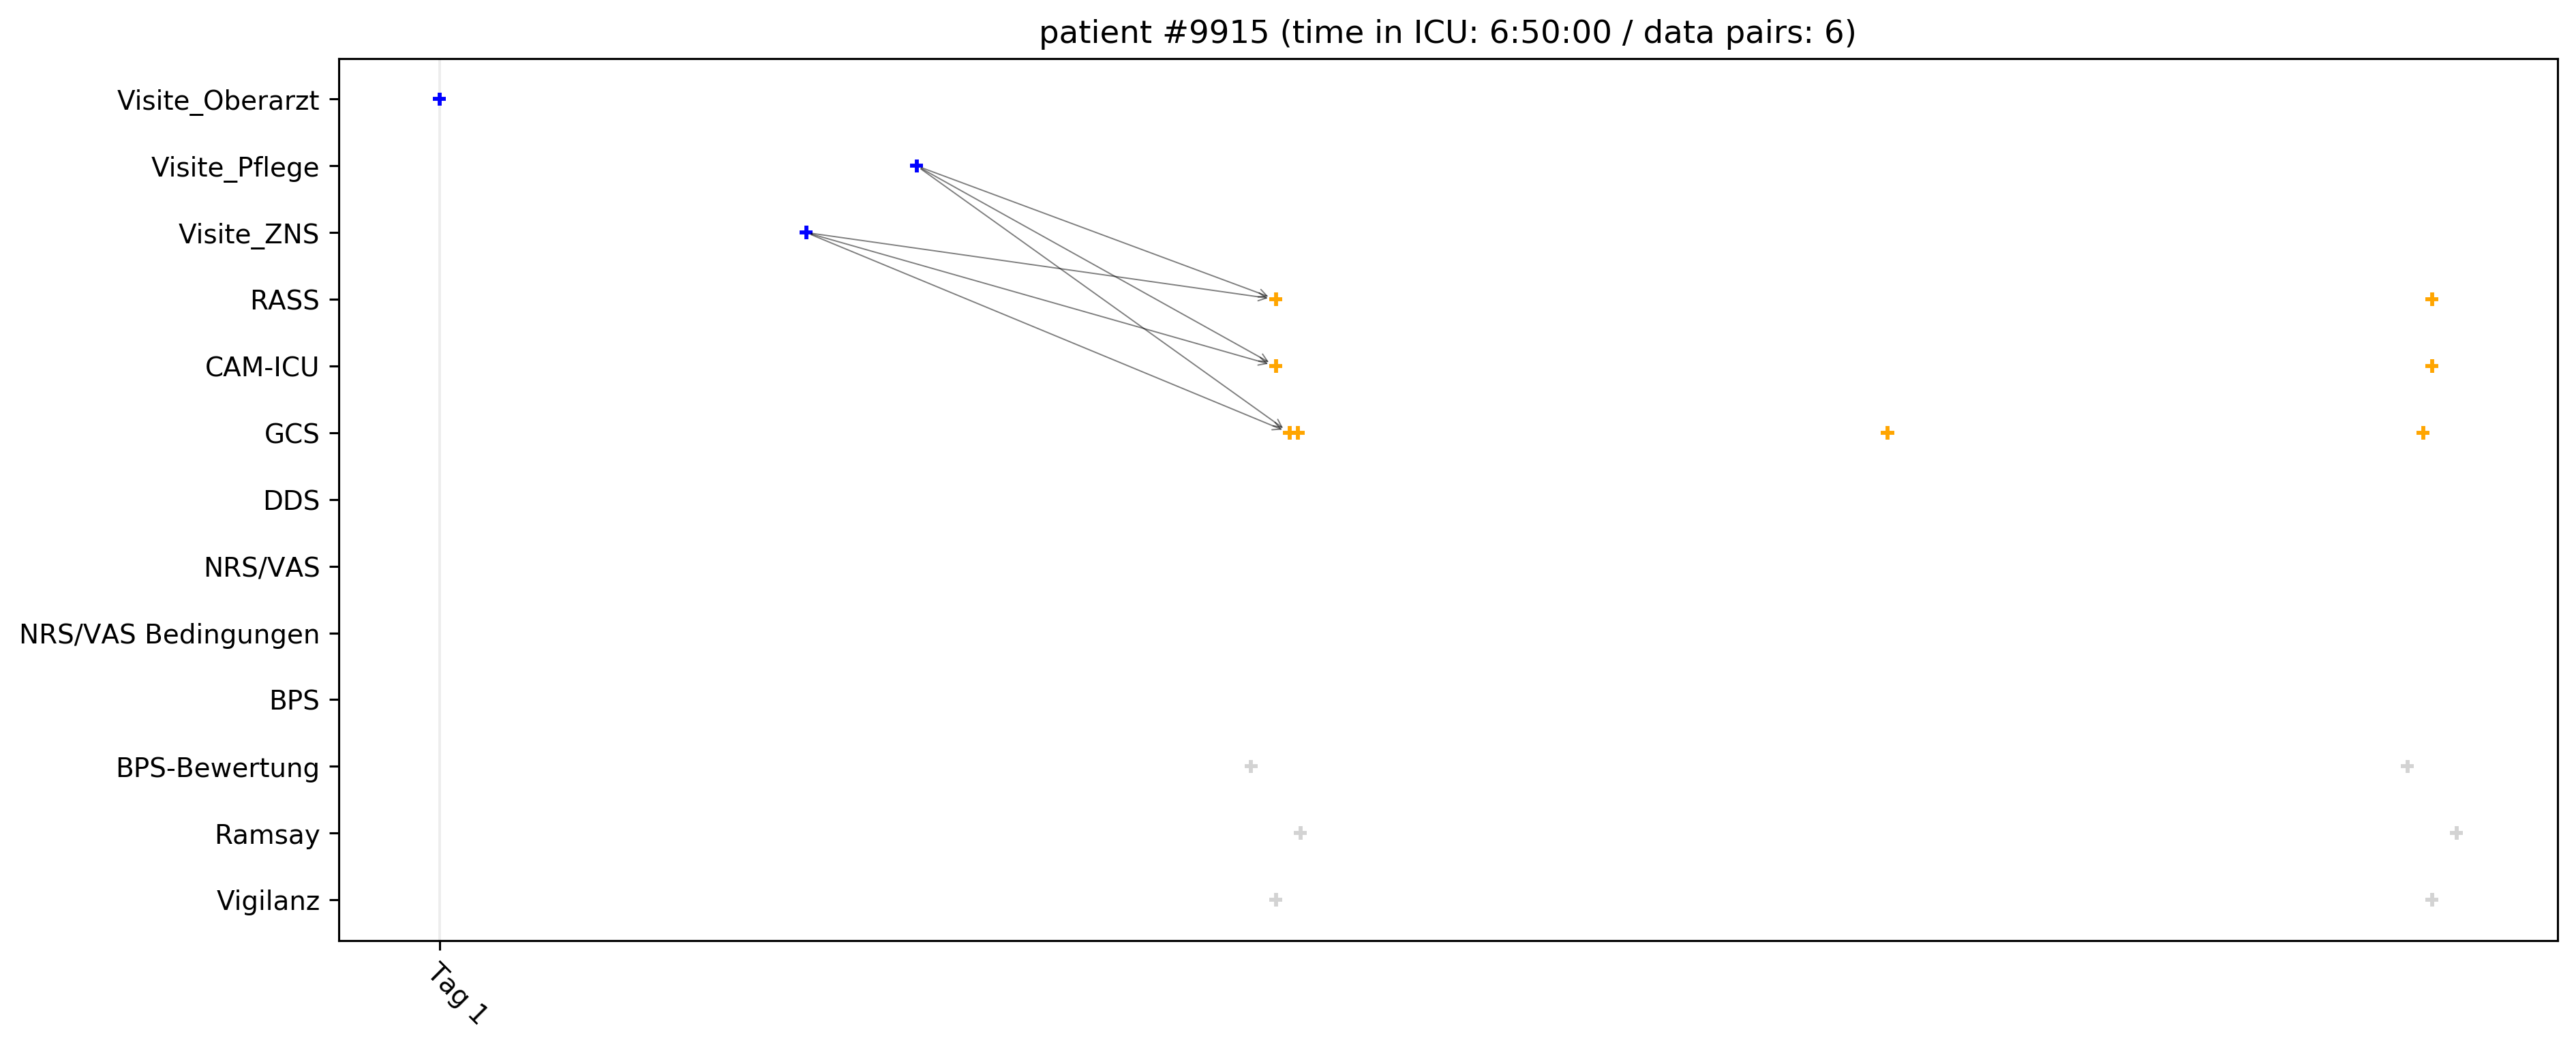 patient #9915 (time in ICU: 6:50:00 / data pairs: 6)
Visite_Oberarzt
Visite_Pflege
Visite_ZNS
RASS
CAM-ICU
GCS
DDS
NRS/VAS
NRS/VAS Bedingungen
BPS
BPS-Bewertung
Ramsay
Vigilanz
Tag 1